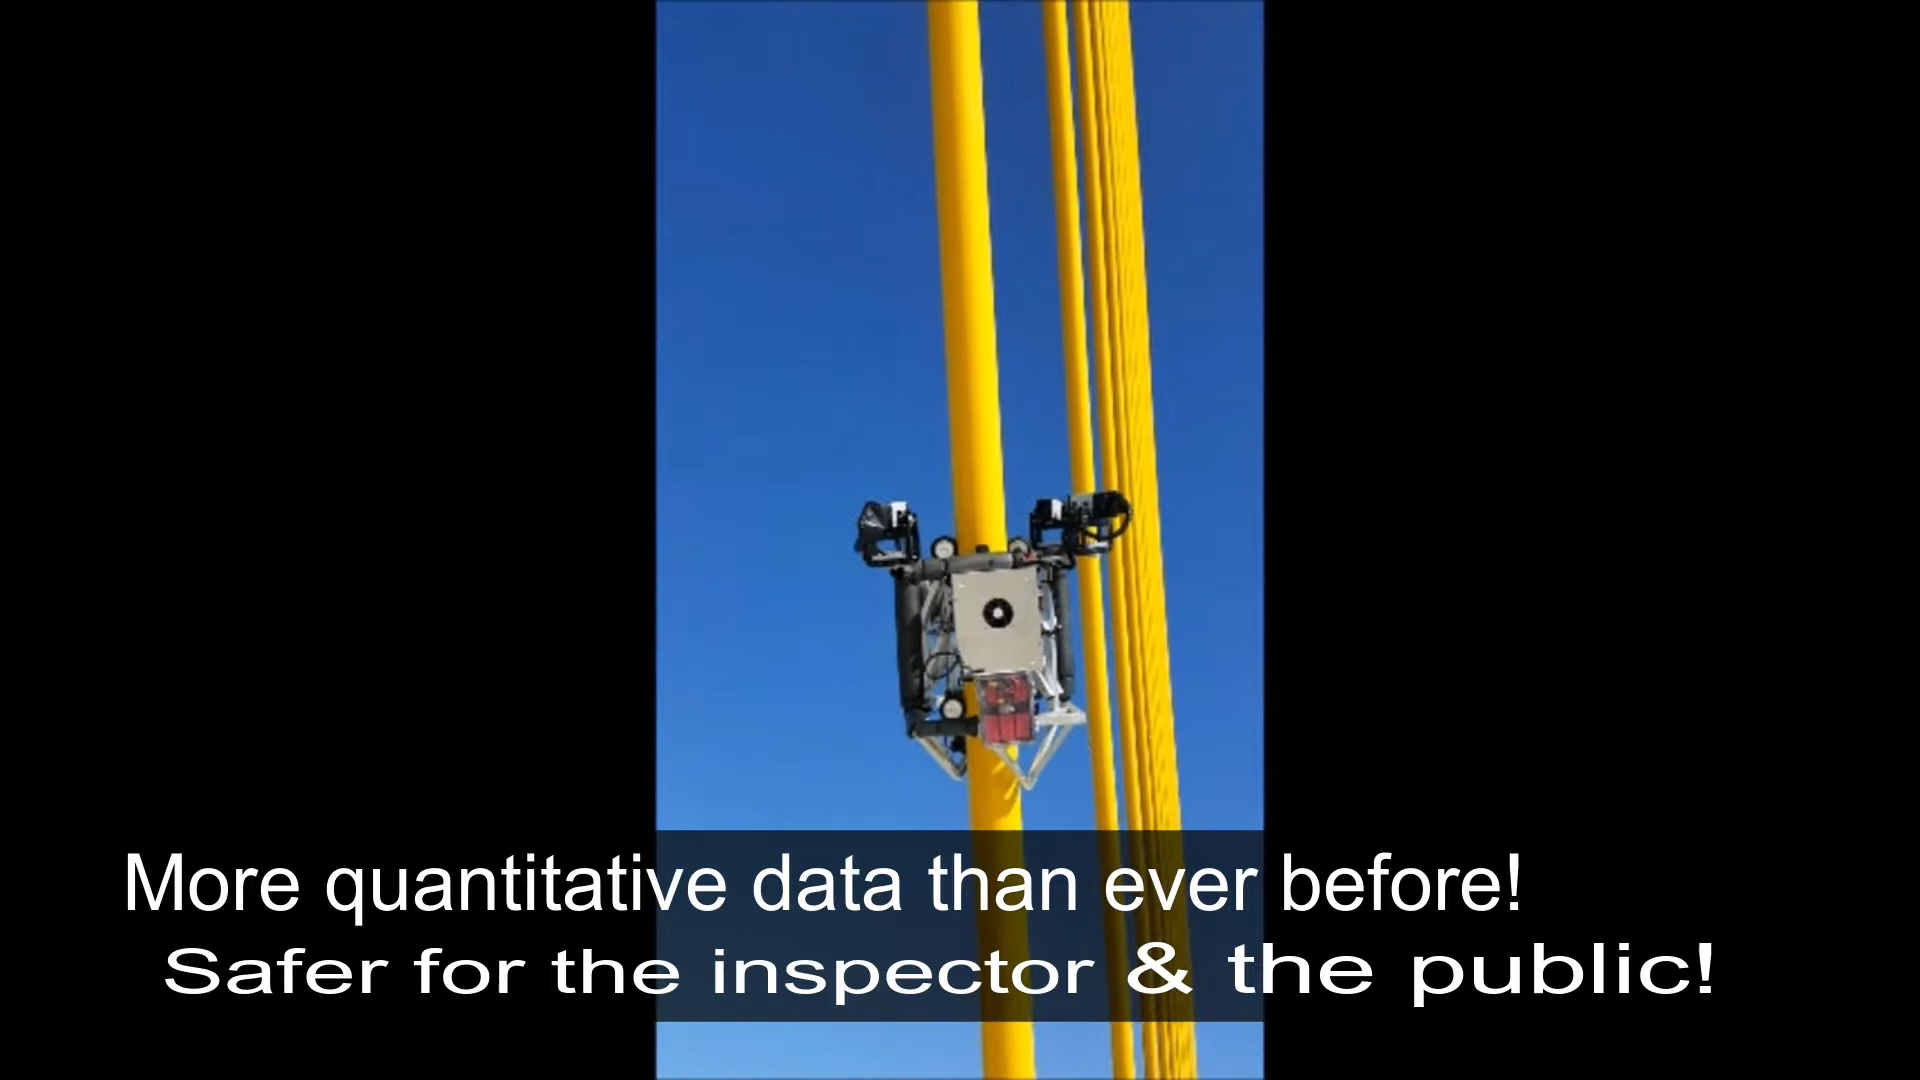 More quantitative data than ever before!
Safer for the inspector & the public!